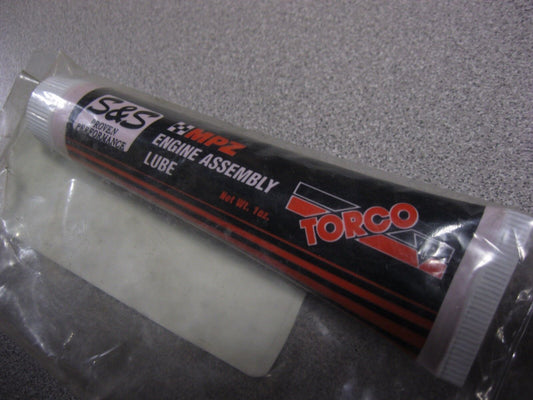 S&S
PROVEN
PERFORMANCE
MPZ
ENGINE ASSEMBLY
LUBE
Net Wt. 1oz.
TORCO